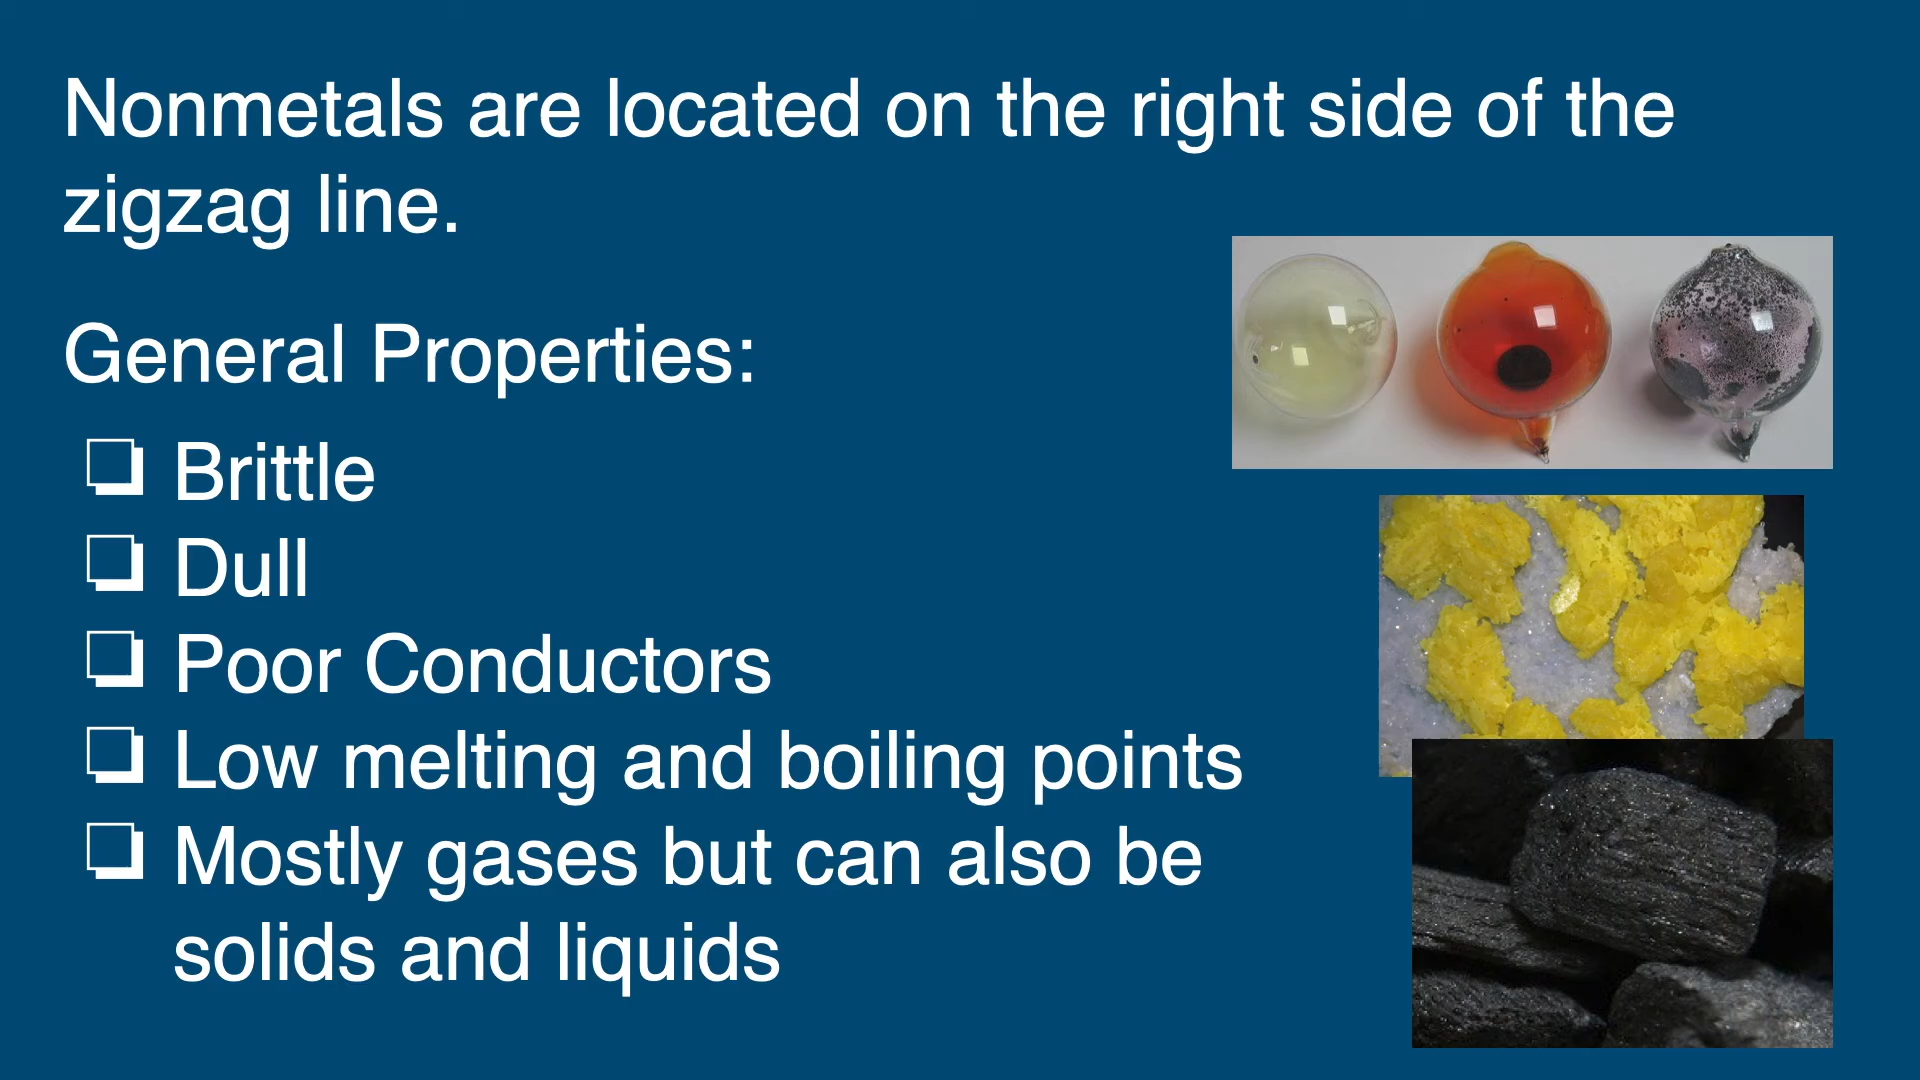 Nonmetals are located on the right side of the
zigzag line.
General Properties:
❏ Brittle
❏ Dull
❏ Poor Conductors
❏ Low melting and boiling points
❏ Mostly gases but can also be
solids and liquids